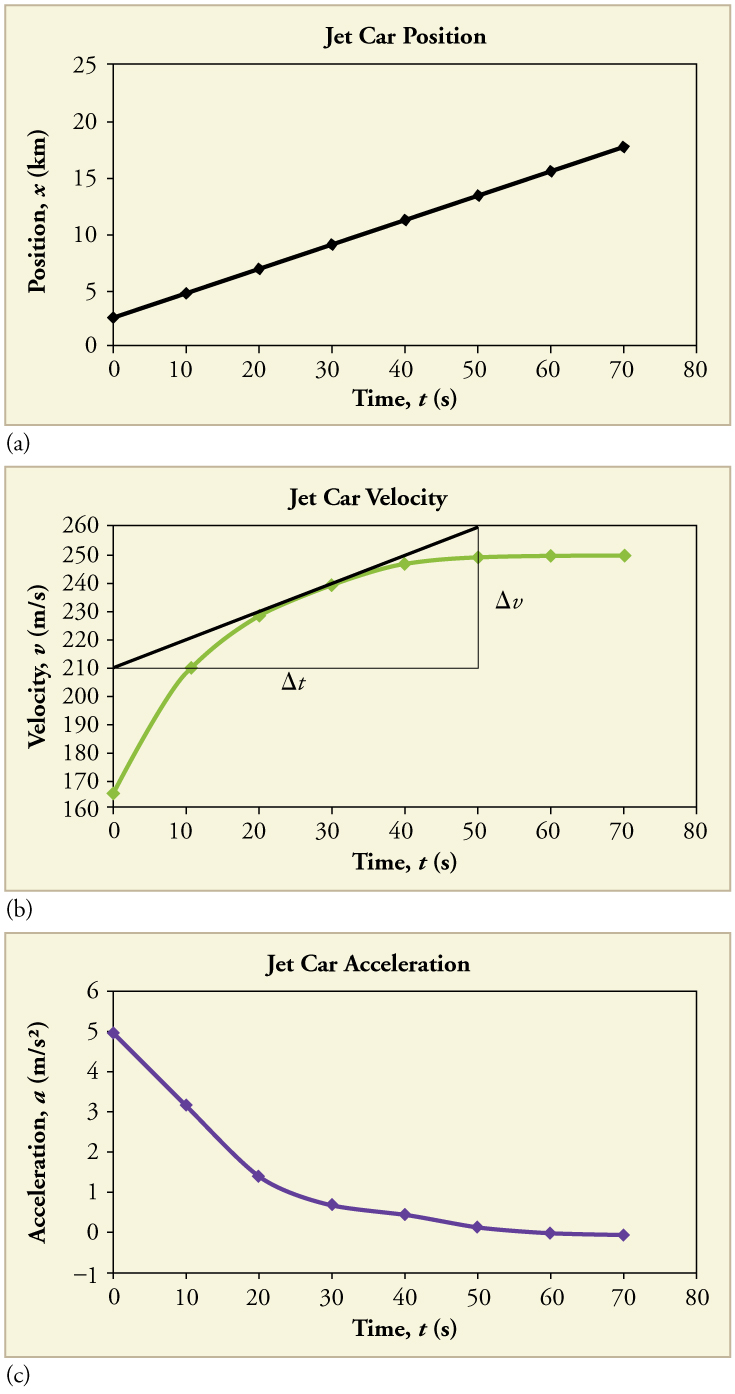 Jet Car Position
25
20
15
10
5
0
Position, x (km)
0 10 20 30 40 50 60 70 80
Time, t (s)
(a)
Jet Car Velocity
260
250
240
230
220
210
200
190
180
170
160
Velocity, v (m/s)
Δv
Δt
0 10 20 30 40 50 60 70 80
Time, t (s)
(b)
Jet Car Acceleration
6
5
4
3
2
1
0
−1
Acceleration, a (m/s²)
0 10 20 30 40 50 60 70 80
Time, t (s)
(c)